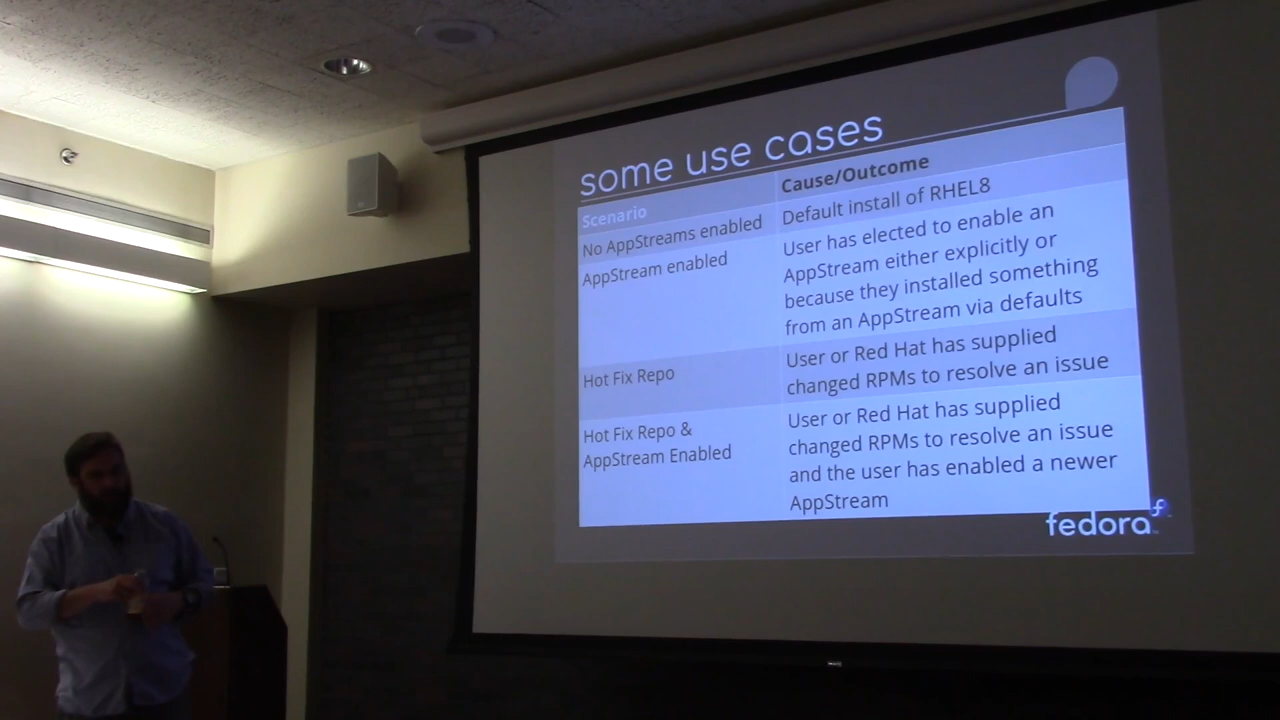 some use cases
Scenario
Cause/Outcome
No AppStreams enabled
Default install of RHEL8
AppStream enabled
User has elected to enable an
AppStream either explicitly or
because they installed something
from an AppStream via defaults
Hot Fix Repo
User or Red Hat has supplied
changed RPMs to resolve an issue
Hot Fix Repo &
AppStream Enabled
User or Red Hat has supplied
changed RPMs to resolve an issue
and the user has enabled a newer
AppStream
fedora